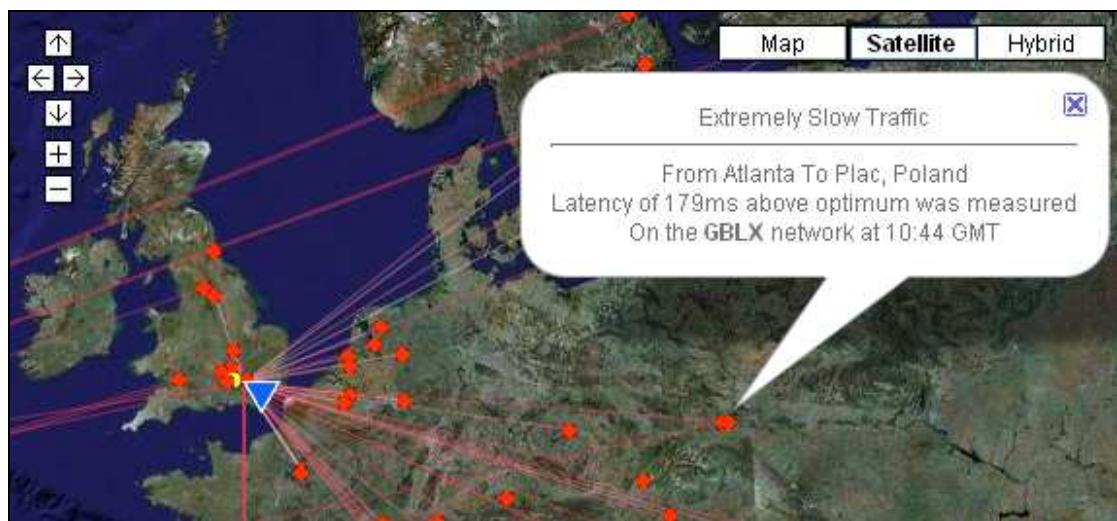 Map
Satellite
Hybrid
Extremely Slow Traffic
From Atlanta To Plac, Poland
Latency of 179ms above optimum was measured
On the GBLX network at 10:44 GMT